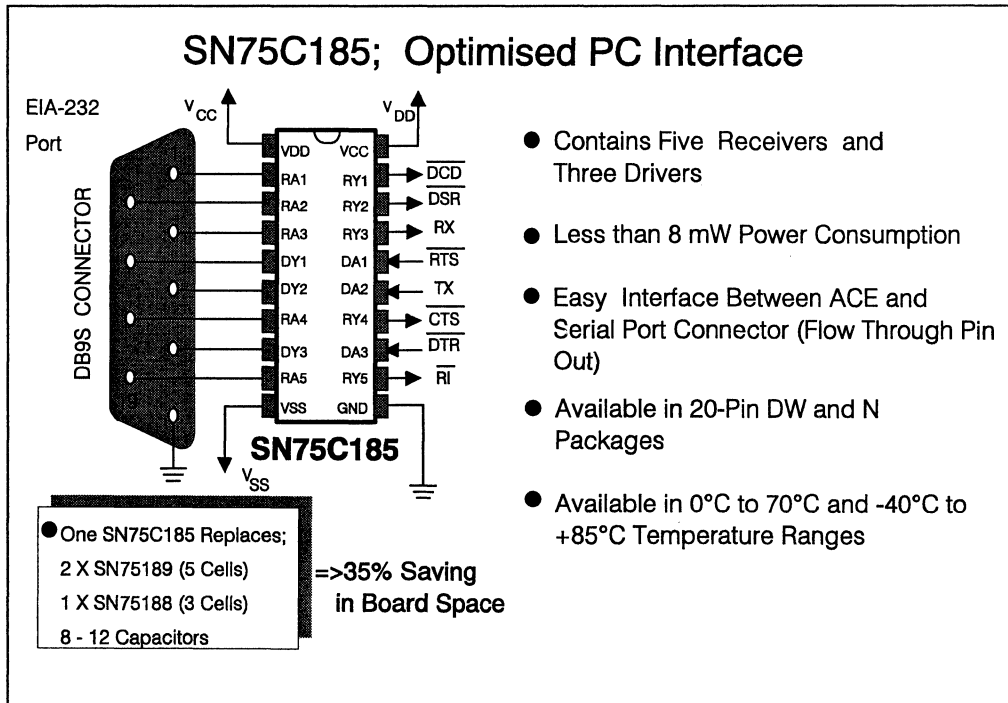 SN75C185; Optimised PC Interface
EIA-232
Port
DB9S CONNECTOR
VCC
VDD
VDD VCC
RA1 RY1 DCD
RA2 RY2 DSR
RA3 RY3 RX
DY1 DA1 RTS
DY2 DA2 TX
RA4 RY4 CTS
DY3 DA3 DTR
RA5 RY5 RI
VSS GND
SN75C185
VSS
● One SN75C185 Replaces;
2 X SN75189 (5 Cells)
1 X SN75188 (3 Cells)
8 - 12 Capacitors
=>35% Saving
in Board Space
● Contains Five Receivers and
Three Drivers
● Less than 8 mW Power Consumption
● Easy Interface Between ACE and
Serial Port Connector (Flow Through Pin
Out)
● Available in 20-Pin DW and N
Packages
● Available in 0°C to 70°C and -40°C to
+85°C Temperature Ranges